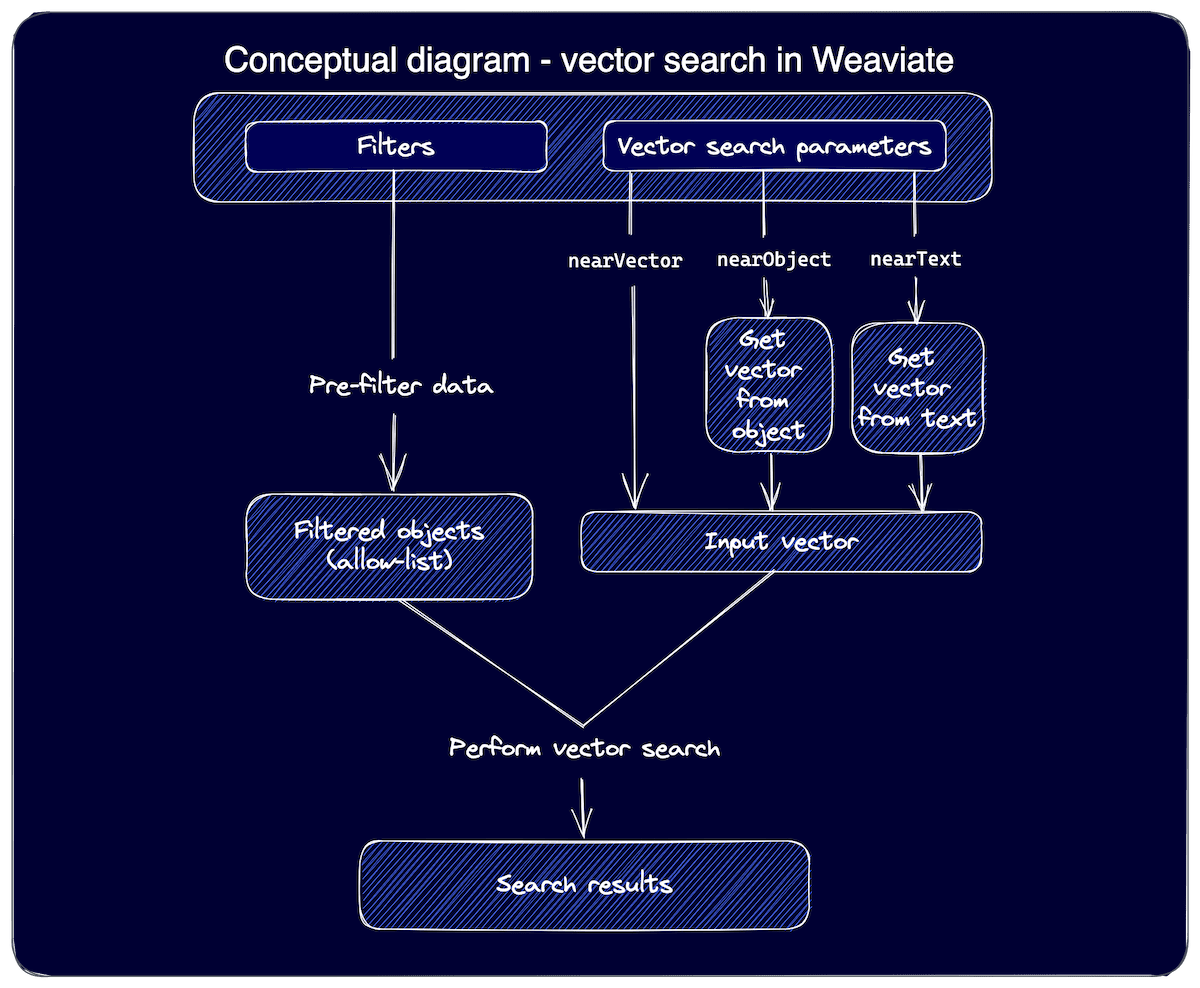 Conceptual diagram - vector search in Weaviate
Filters
Vector search parameters
nearVector
nearObject
nearText
Get
vector
from
object
Get
vector
from text
Pre-filter data
Filtered objects
(allow-list)
Input vector
Perform vector search
Search results